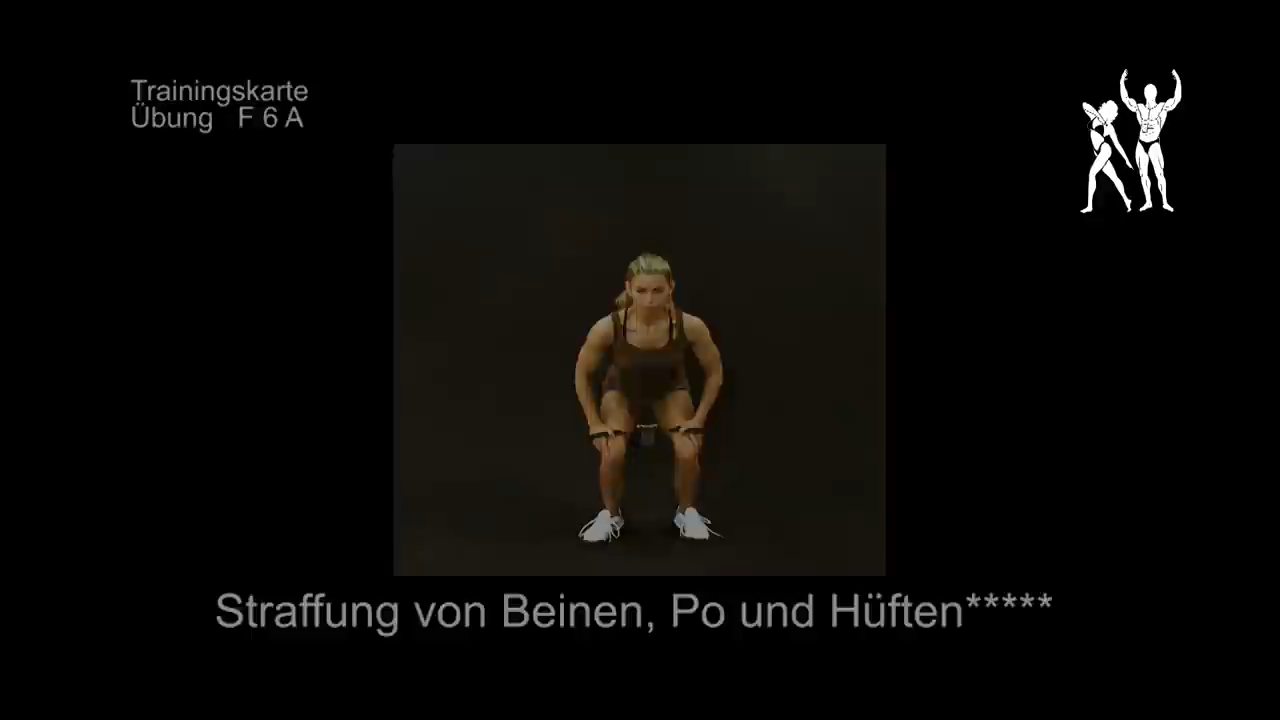 Trainingskarte
Übung F 6 A
Straffung von Beinen, Po und Hüften*****